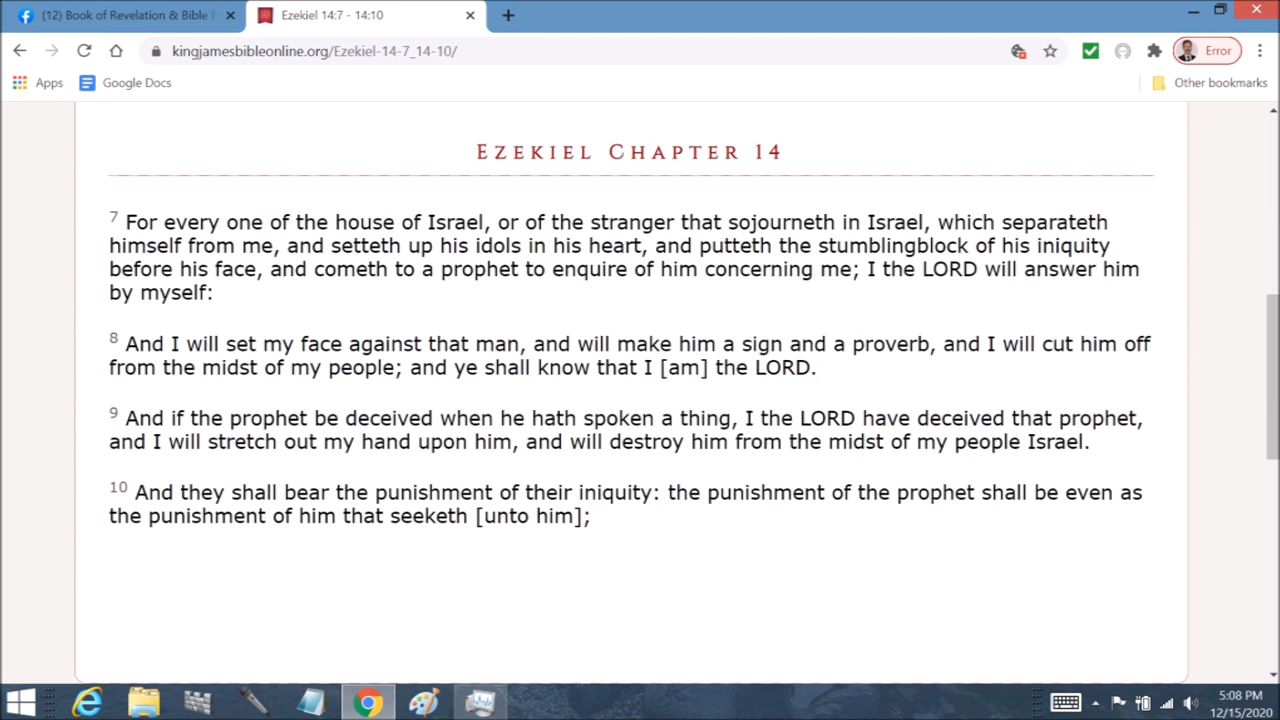 (12) Book of Revelation & Bible
Ezekiel 14:7 - 14:10
kingjamesbibleonline.org/Ezekiel-14-7_14-10/
Error
Apps
Google Docs
Other bookmarks
Ezekiel Chapter 14
7 For every one of the house of Israel, or of the stranger that sojourneth in Israel, which separateth
himself from me, and setteth up his idols in his heart, and putteth the stumblingblock of his iniquity
before his face, and cometh to a prophet to enquire of him concerning me; I the LORD will answer him
by myself:
8 And I will set my face against that man, and will make him a sign and a proverb, and I will cut him off
from the midst of my people; and ye shall know that I [am] the LORD.
9 And if the prophet be deceived when he hath spoken a thing, I the LORD have deceived that prophet,
and I will stretch out my hand upon him, and will destroy him from the midst of my people Israel.
10 And they shall bear the punishment of their iniquity: the punishment of the prophet shall be even as
the punishment of him that seeketh [unto him];
5:08 PM
12/15/2020